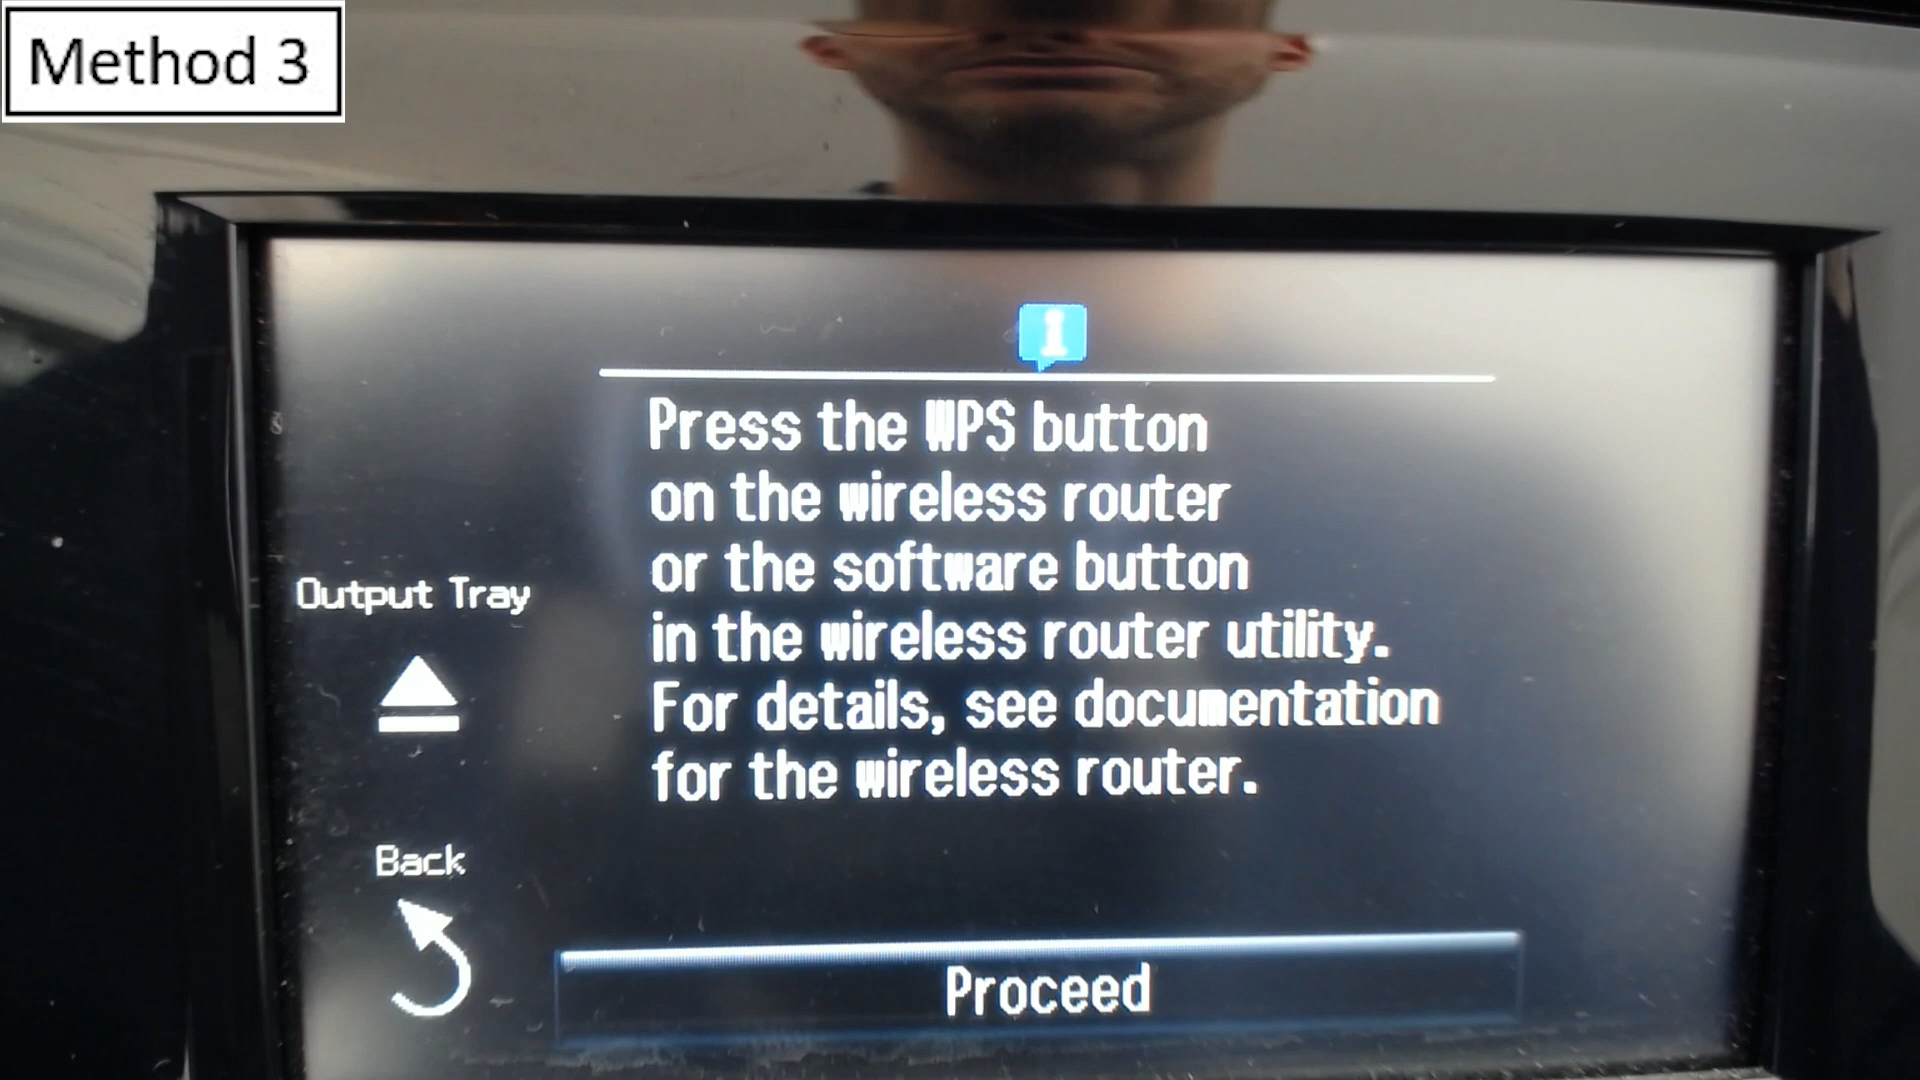 Method 3
i
Press the WPS button
on the wireless router
or the software button
in the wireless router utility.
For details, see documentation
for the wireless router.
Output Tray
Back
Proceed